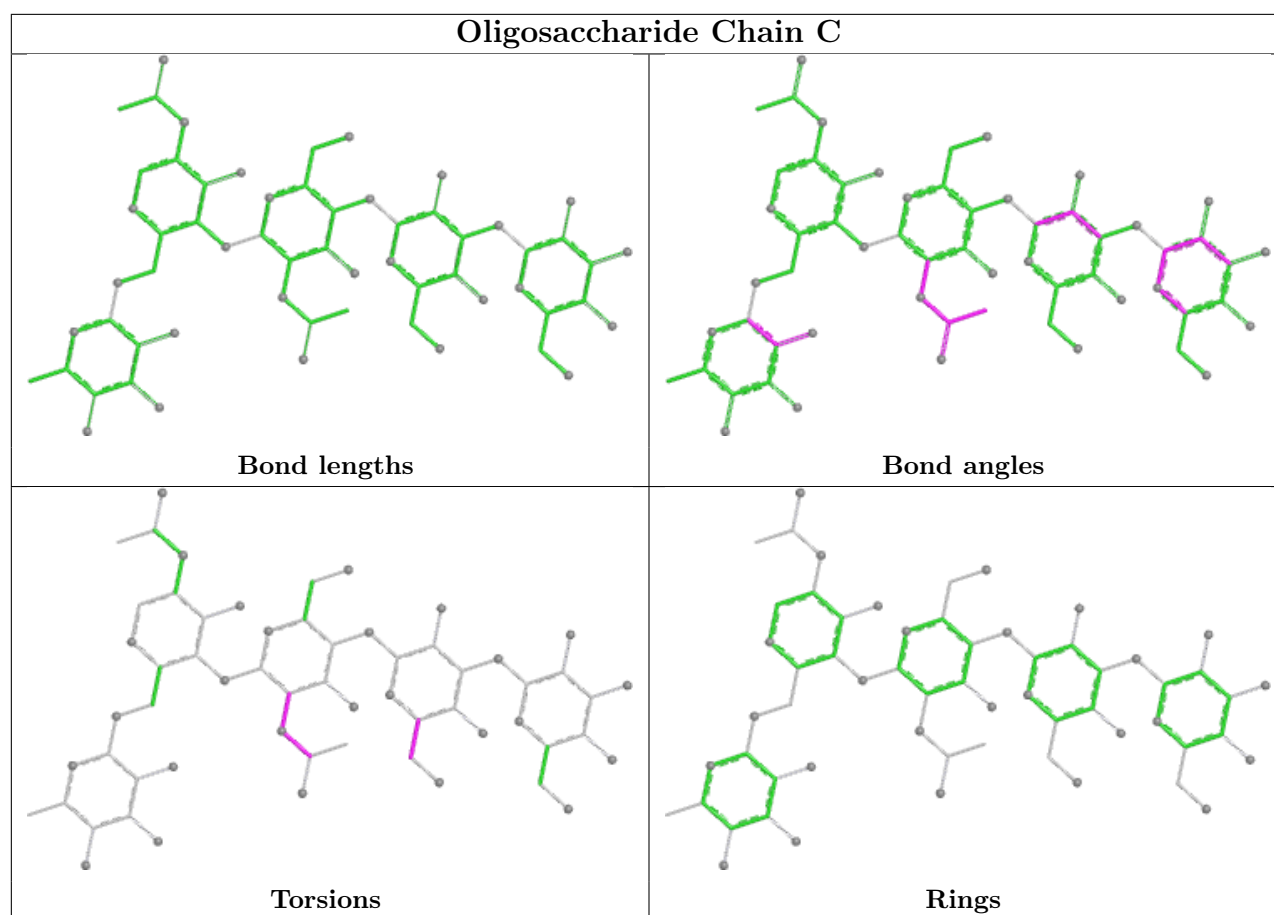 Oligosaccharide Chain C
Bond lengths
Bond angles
Torsions
Rings